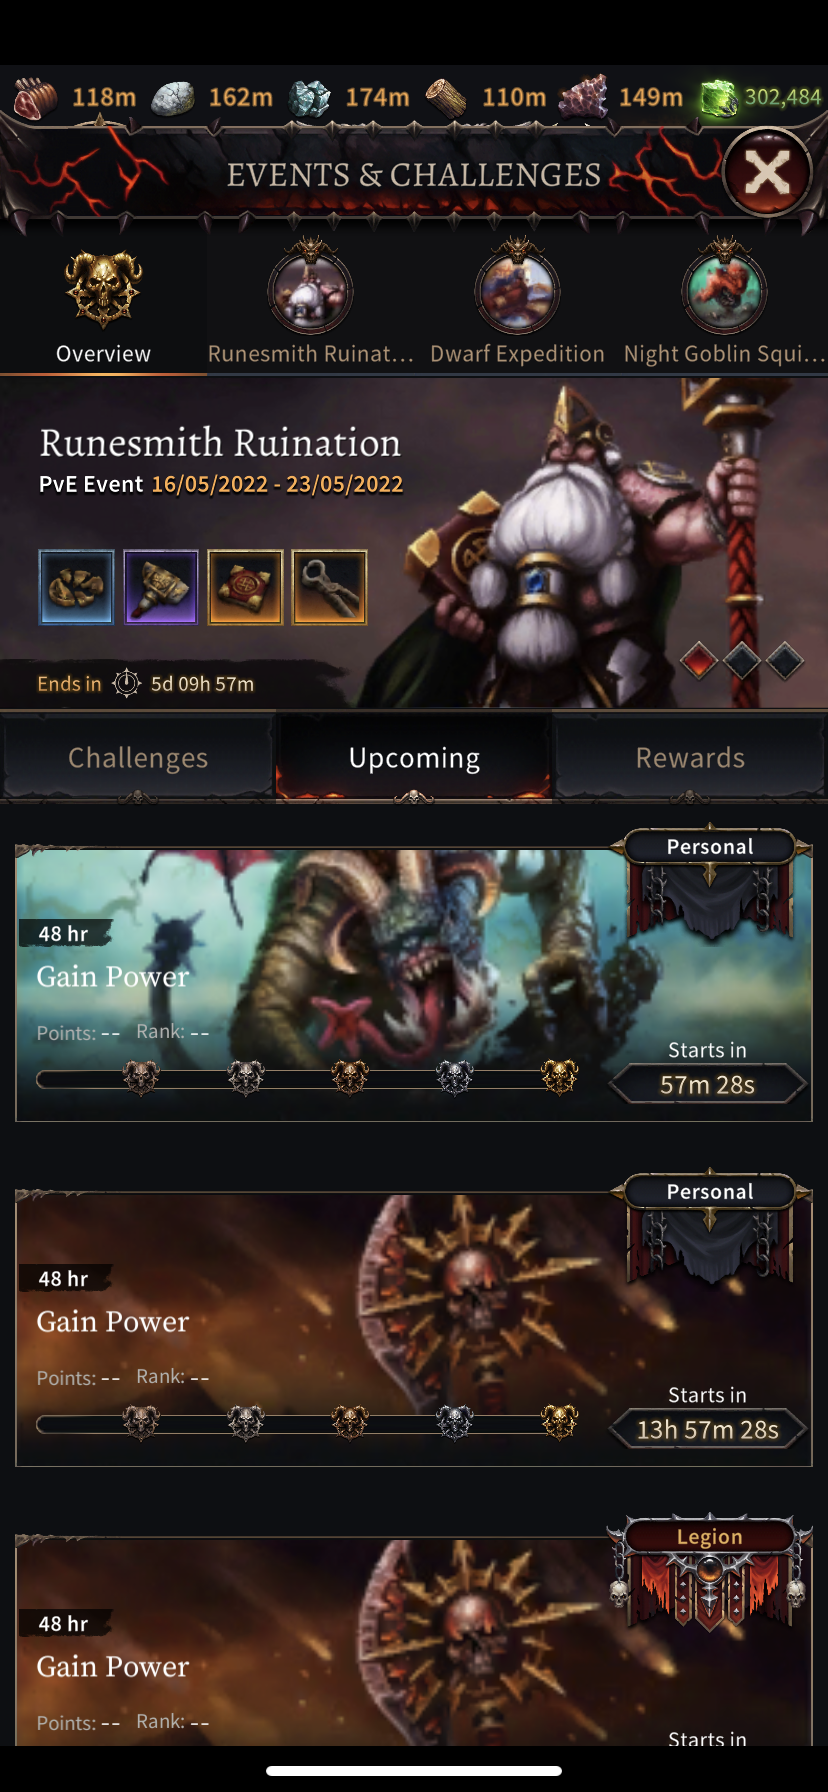 118m 162m 174m 110m 149m 302,484
EVENTS & CHALLENGES
Overview Runesmith Ruinat... Dwarf Expedition Night Goblin Squi...
Runesmith Ruination
PvE Event 16/05/2022 - 23/05/2022
Ends in 5d 09h 57m
Challenges Upcoming Rewards
Personal
48 hr
Gain Power
Points: -- Rank: --
Starts in
57m 28s
Personal
48 hr
Gain Power
Points: -- Rank: --
Starts in
13h 57m 28s
Legion
48 hr
Gain Power
Points: -- Rank: --
Starts in